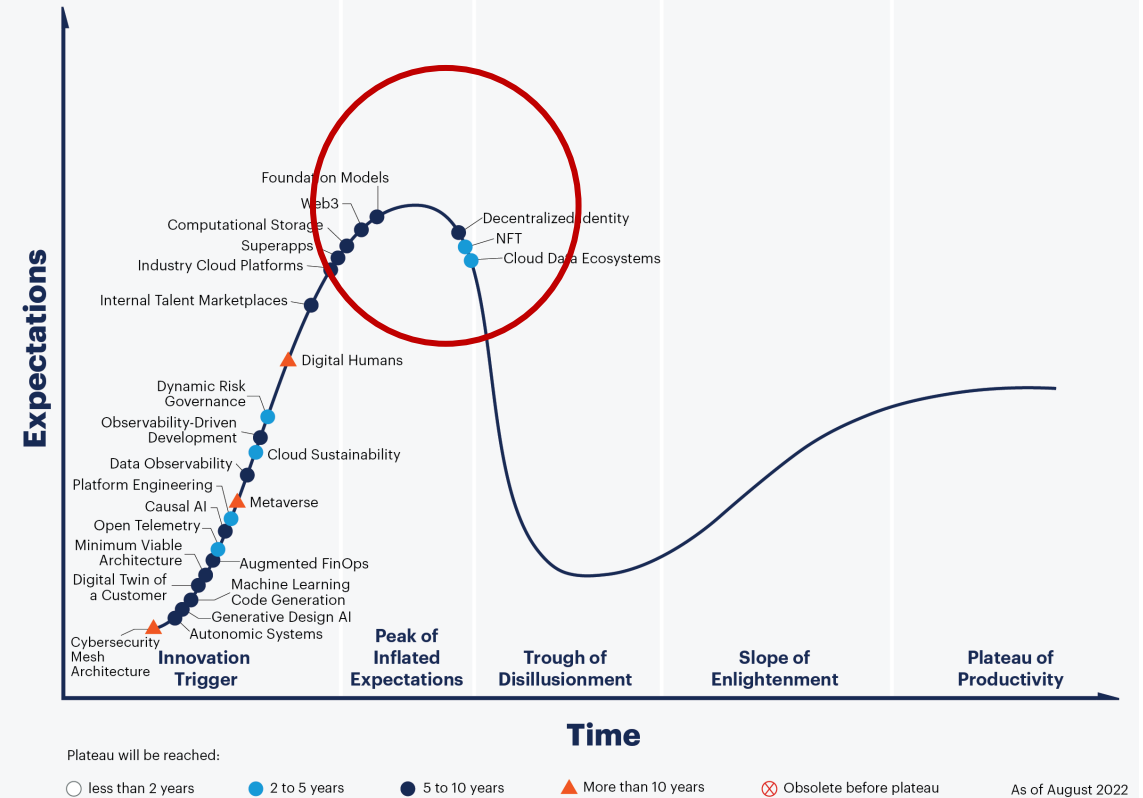 Expectations
Foundation Models
Web3
Computational Storage
Superapps
Industry Cloud Platforms
Internal Talent Marketplaces
Digital Humans
Dynamic Risk
Governance
Observability-Driven
Development
Cloud Sustainability
Data Observability
Platform Engineering
Metaverse
Causal AI
Open Telemetry
Minimum Viable
Architecture
Augmented FinOps
Digital Twin of
a Customer
Machine Learning
Code Generation
Generative Design AI
Autonomic Systems
Cybersecurity
Mesh
Architecture
Decentralized Identity
NFT
Cloud Data Ecosystems
Innovation
Trigger
Peak of
Inflated
Expectations
Trough of
Disillusionment
Slope of
Enlightenment
Plateau of
Productivity
Time
Plateau will be reached:
less than 2 years
2 to 5 years
5 to 10 years
More than 10 years
Obsolete before plateau
As of August 2022